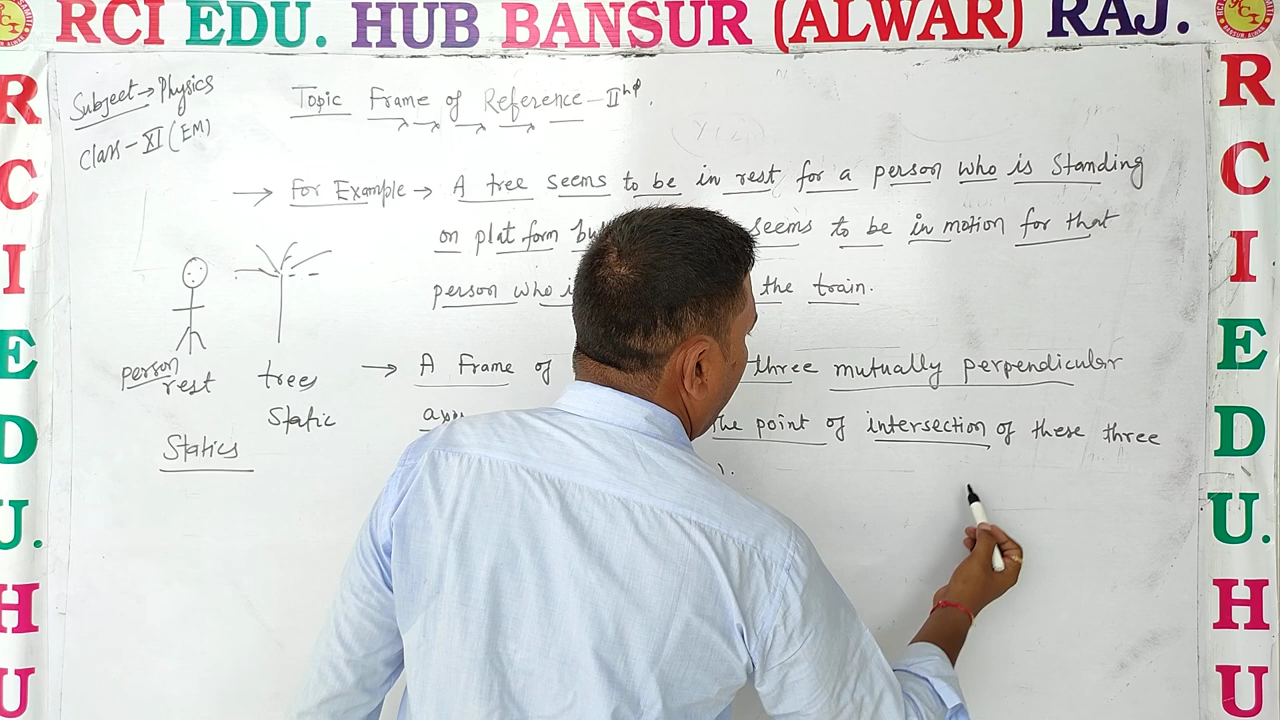 RCI EDU. HUB BANSUR (ALWAR) RAJ.
Subject → Physics
Class - XI (EM)
Topic Frame of Reference - II
→ For Example → A tree seems to be in rest for a person who is Standing
on plat form seems to be in motion for that
person who the train.
person
rest
trees
Static
Statics
→ A Frame of three mutually perpendicular
the point of intersection of these three
).
R C I E D U. H U
R C I E D U. H U